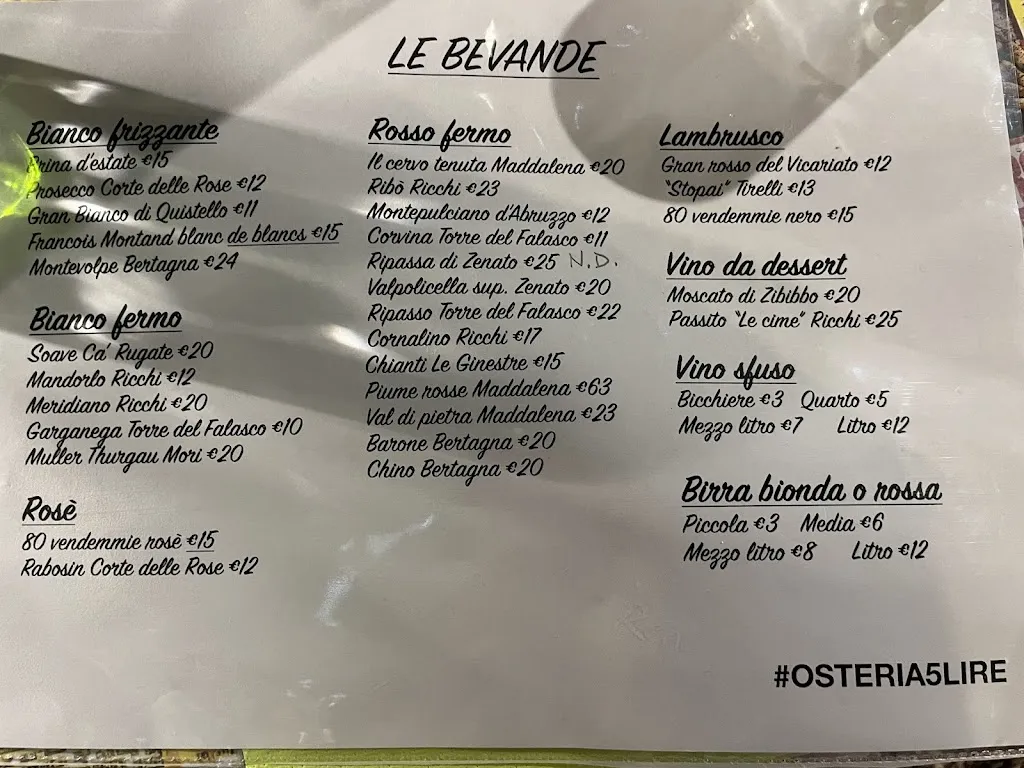 LE BEVANDE
Bianco frizzante
Brina d'estate €15
Prosecco Corte delle Rose €12
Gran Bianco di Quistello €11
Francois Montand blanc de blancs €15
Montevolpe Bertagna €24
Bianco fermo
Soave Ca' Rugate €20
Mandorlo Ricchi €12
Meridiano Ricchi €20
Garganega Torre del Falasco €10
Muller Thurgau Mori €20
Rosè
80 vendemmie rosè €15
Rabosin Corte delle Rose €12
Rosso fermo
Il cervo tenuta Maddalena €20
Ribò Ricchi €23
Montepulciano d'Abruzzo €12
Corvina Torre del Falasco €11
Ripassa di Zenato €25 N.D.
Valpolicella sup. Zenato €20
Ripasso Torre del Falasco €22
Cornalino Ricchi €17
Chianti Le Ginestre €15
Piume rosse Maddalena €63
Val di pietra Maddalena €23
Barone Bertagna €20
Chino Bertagna €20
Lambrusco
Gran rosso del Vicariato €12
"Stopai" Tirelli €13
80 vendemmie nero €15
Vino da dessert
Moscato di Zibibbo €20
Passito "Le cime" Ricchi €25
Vino sfuso
Bicchiere €3 Quarto €5
Mezzo litro €7 Litro €12
Birra bionda o rossa
Piccola €3 Media €6
Mezzo litro €8 Litro €12
#OSTERIA5LIRE